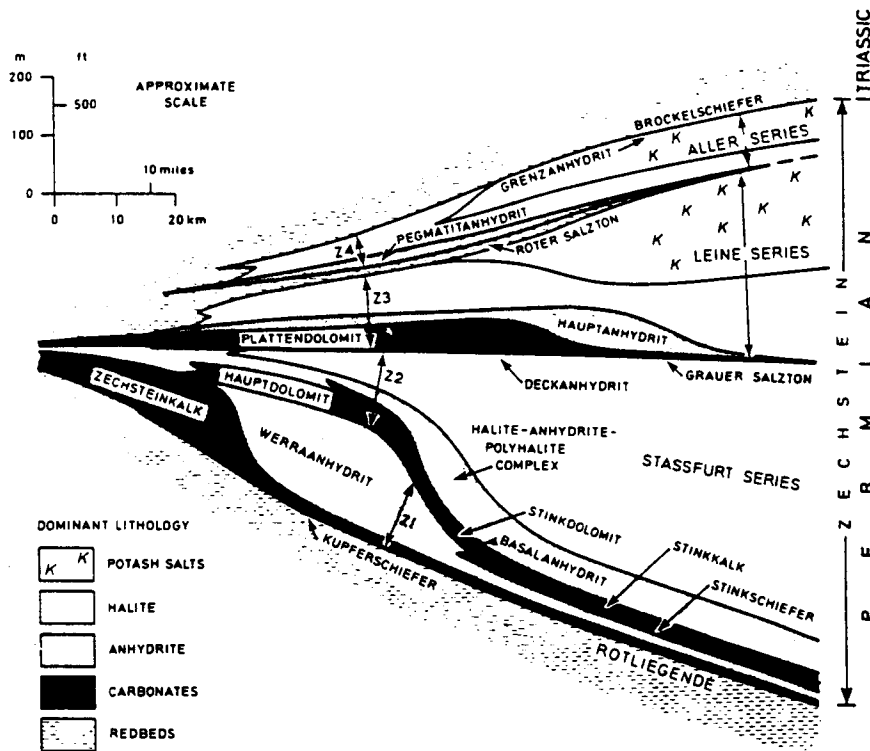 m
ft
200
100
0
500
APPROXIMATE
SCALE
10 miles
0
10
20 km
TRIASSIC
BROCKELSCHIEFER
K
ALLER SERIES
K
K
K
GRENZANHYDRIT
PEGMATITANHYDRIT
ROTER SALZTON
K
K
K
K
K
K
LEINE SERIES
K
Z4
Z3
HAUPTANHYDRIT
PLATTENDOLOMIT
Z2
DECKANHYDRIT
GRAUER SALZTON
ZECHSTEINKALK
HAUPTDOLOMIT
WERRAANHYDRIT
HALITE-ANHYDRITE-
POLYHALITE
COMPLEX
STASSFURT SERIES
Z1
KUPFERSCHIEFER
STINKDOLOMIT
BASALANHYDRIT
STINKKALK
STINKSCHIEFER
ROTLIEGENDE
ZECHSTEIN
PERMIAN
DOMINANT LITHOLOGY
K K
POTASH SALTS
HALITE
ANHYDRITE
CARBONATES
REDBEDS